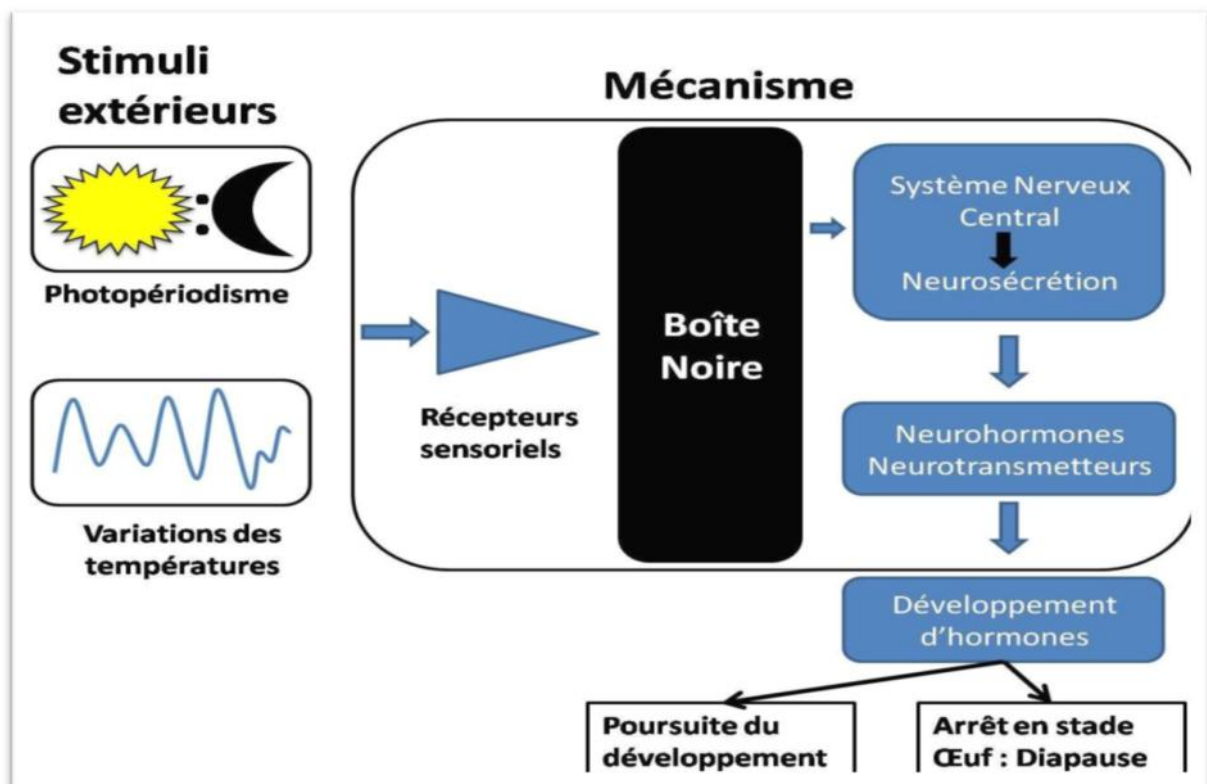 Stimuli
extérieurs
Photopériodisme
Variations des
températures
Mécanisme
Récepteurs
sensoriels
Boîte
Noire
Système Nerveux
Central
Neurosécrétion
Neurohormones
Neurotransmetteurs
Développement
d'hormones
Poursuite du
développement
Arrêt en stade
Œuf : Diapause